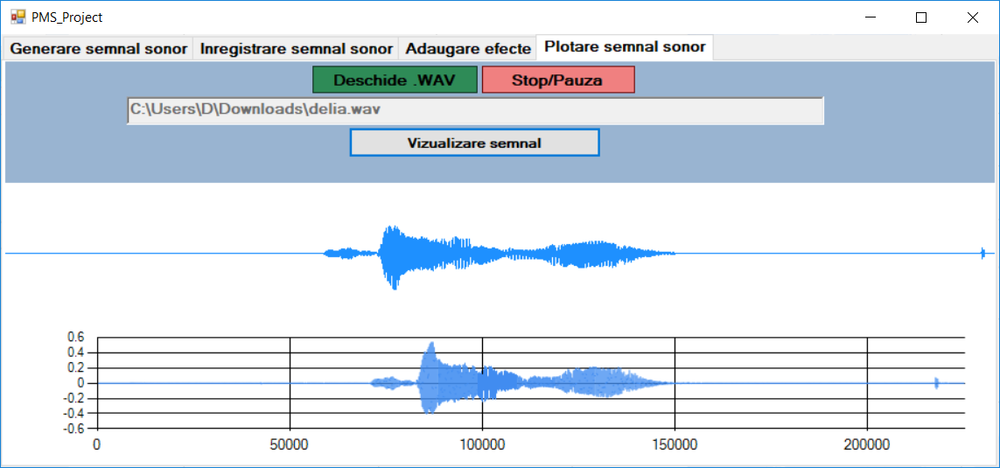 PMS_Project
Generare semnal sonor Inregistrare semnal sonor Adaugare efecte Plotare semnal sonor
Deschide .WAV Stop/Pauza
C:\Users\D\Downloads\delia.wav
Vizualizare semnal
0.6
0.4
0.2
0
-0.2
-0.4
-0.6
0 50000 100000 150000 200000